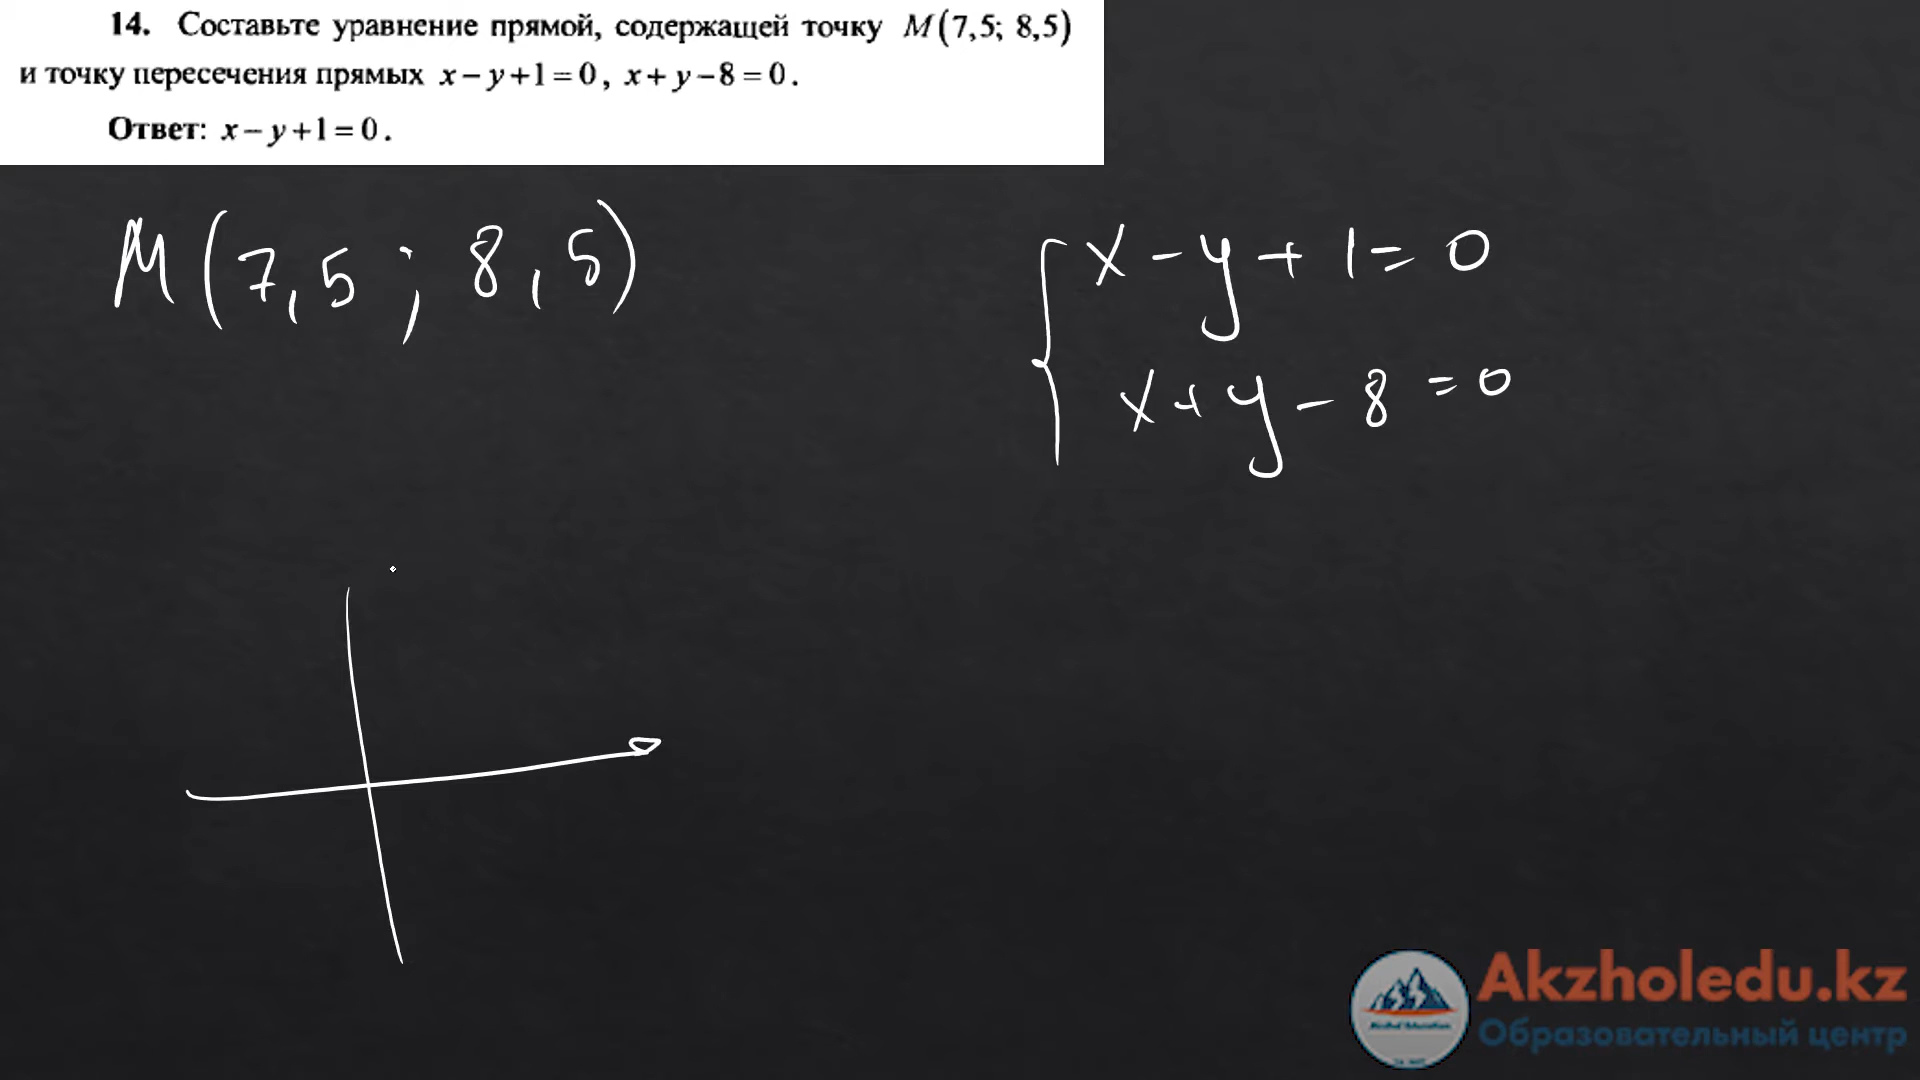 14. Составьте уравнение прямой, содержащей точку M(7,5; 8,5)
и точку пересечения прямых x−y+1=0, x+y−8=0.
Ответ: x−y+1=0.
M(7,5; 8,5)
x−y+1=0
x+y−8=0
Akzholedu.kz
Образовательный центр